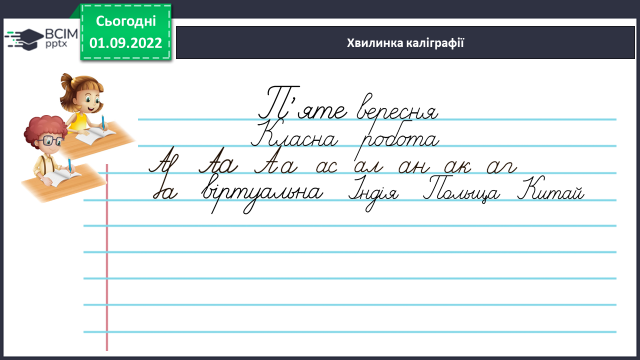 Сьогодні
01.09.2022
ВСІМ
pptx
Хвилинка каліграфії
П'яте вересня
Класна робота
А Аа А а ас ал ан ак аг
а віртуальна Індія Польща Китай